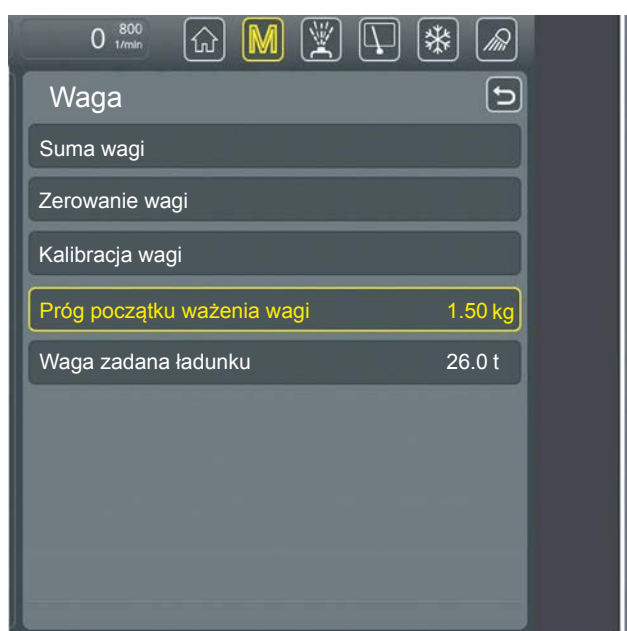 0 800 1/min
M
Waga
Suma wagi
Zerowanie wagi
Kalibracja wagi
Próg początku ważenia wagi 1.50 kg
Waga zadana ładunku 26.0 t